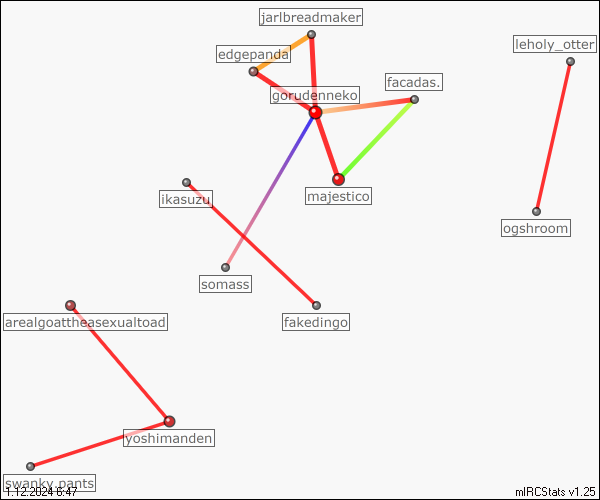 jarlbreadmaker
leholy_otter
edgepanda
facadas.
gorudenneko
majestico
ikasuzu
ogshroom
somass
arealgoattheasexualtoad
fakedingo
yoshimanden
swanky.pants
1.12.2024 6:47
mIRCStats v1.25